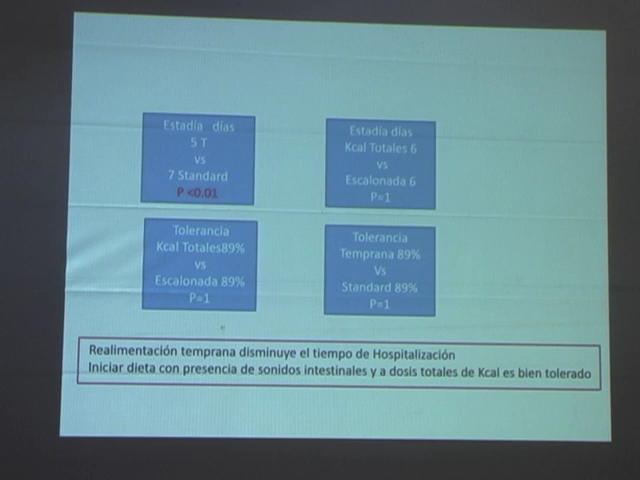 Estadía días
5 T
vs
7 Standard
P <0.01
Estadía días
Kcal Totales 6
vs
Escalonada 6
P=1
Tolerancia
Kcal Totales89%
vs
Escalonada 89%
P=1
Tolerancia
Temprana 89%
Vs
Standard 89%
P=1
Realimentación temprana disminuye el tiempo de Hospitalización
Iniciar dieta con presencia de sonidos intestinales y a dosis totales de Kcal es bien tolerado